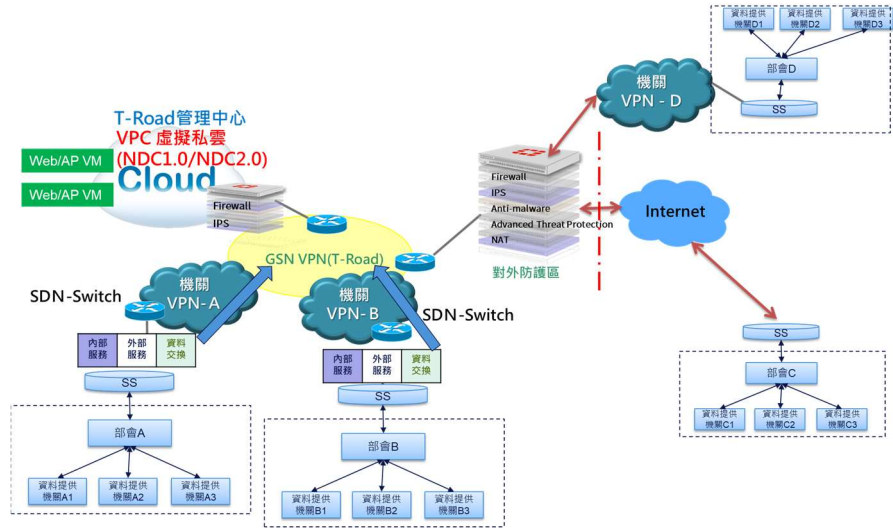 資料提供
機關D1
資料提供
機關D2
資料提供
機關D3
部會D
SS
機關
VPN - D
T-Road管理中心
VPC 虛擬私雲
(NDC1.0/NDC2.0)
Cloud
Web/AP VM
Web/AP VM
Firewall
IPS
Firewall
IPS
Anti-malware
Advanced Threat Protection
NAT
對外防護區
Internet
GSN VPN(T-Road)
機關
VPN-A
SDN-Switch
機關
VPN-B
SDN-Switch
內部
服務
外部
服務
資料
交換
SS
部會A
資料提供
機關A1
資料提供
機關A2
資料提供
機關A3
內部
服務
外部
服務
資料
交換
SS
部會B
資料提供
機關B1
資料提供
機關B2
資料提供
機關B3
SS
部會C
資料提供
機關C1
資料提供
機關C2
資料提供
機關C3